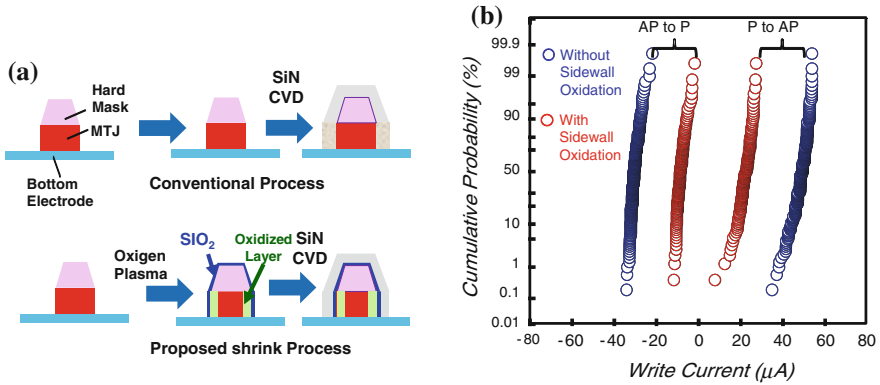 (a)
Hard
Mask
MTJ
Bottom
Electrode
SiN
CVD
Conventional Process
Oxigen
Plasma
SIO2
Oxidized
Layer
SiN
CVD
Proposed shrink Process
(b)
AP to P
P to AP
Without
Sidewall
Oxidation
With
Sidewall
Oxidation
Cumulative Probability (%)
99.9
99
90
50
10
1
0.1
0.01
-80
-60
-40
-20
0
20
40
60
80
Write Current (μA)